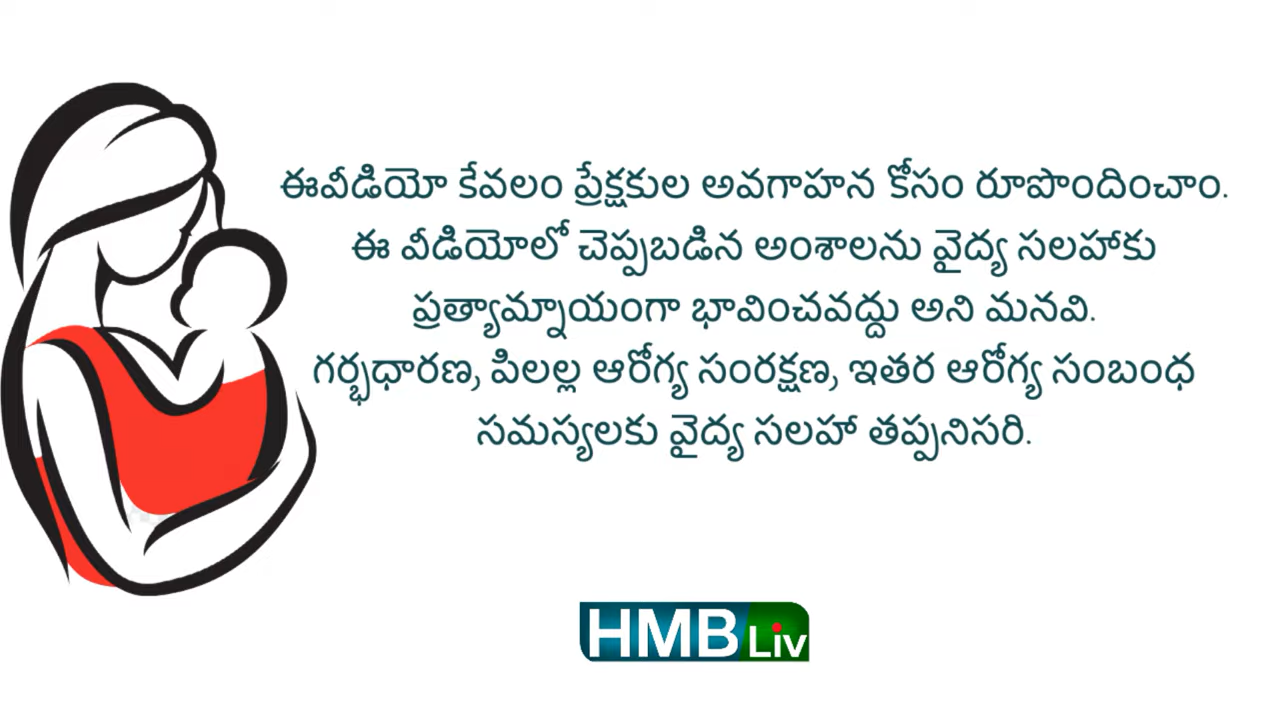 ఈవీడియో కేవలం ప్రేక్షకుల అవగాహన కోసం రూపొందించాం.
ఈ వీడియోలో చెప్పబడిన అంశాలను వైద్య సలహాకు
ప్రత్యామ్నాయంగా భావించవద్దు అని మనవి.
గర్భధారణ, పిలల్ల ఆరోగ్య సంరక్షణ, ఇతర ఆరోగ్య సంబంధ
సమస్యలకు వైద్య సలహా తప్పనిసరి.
HMB Liv